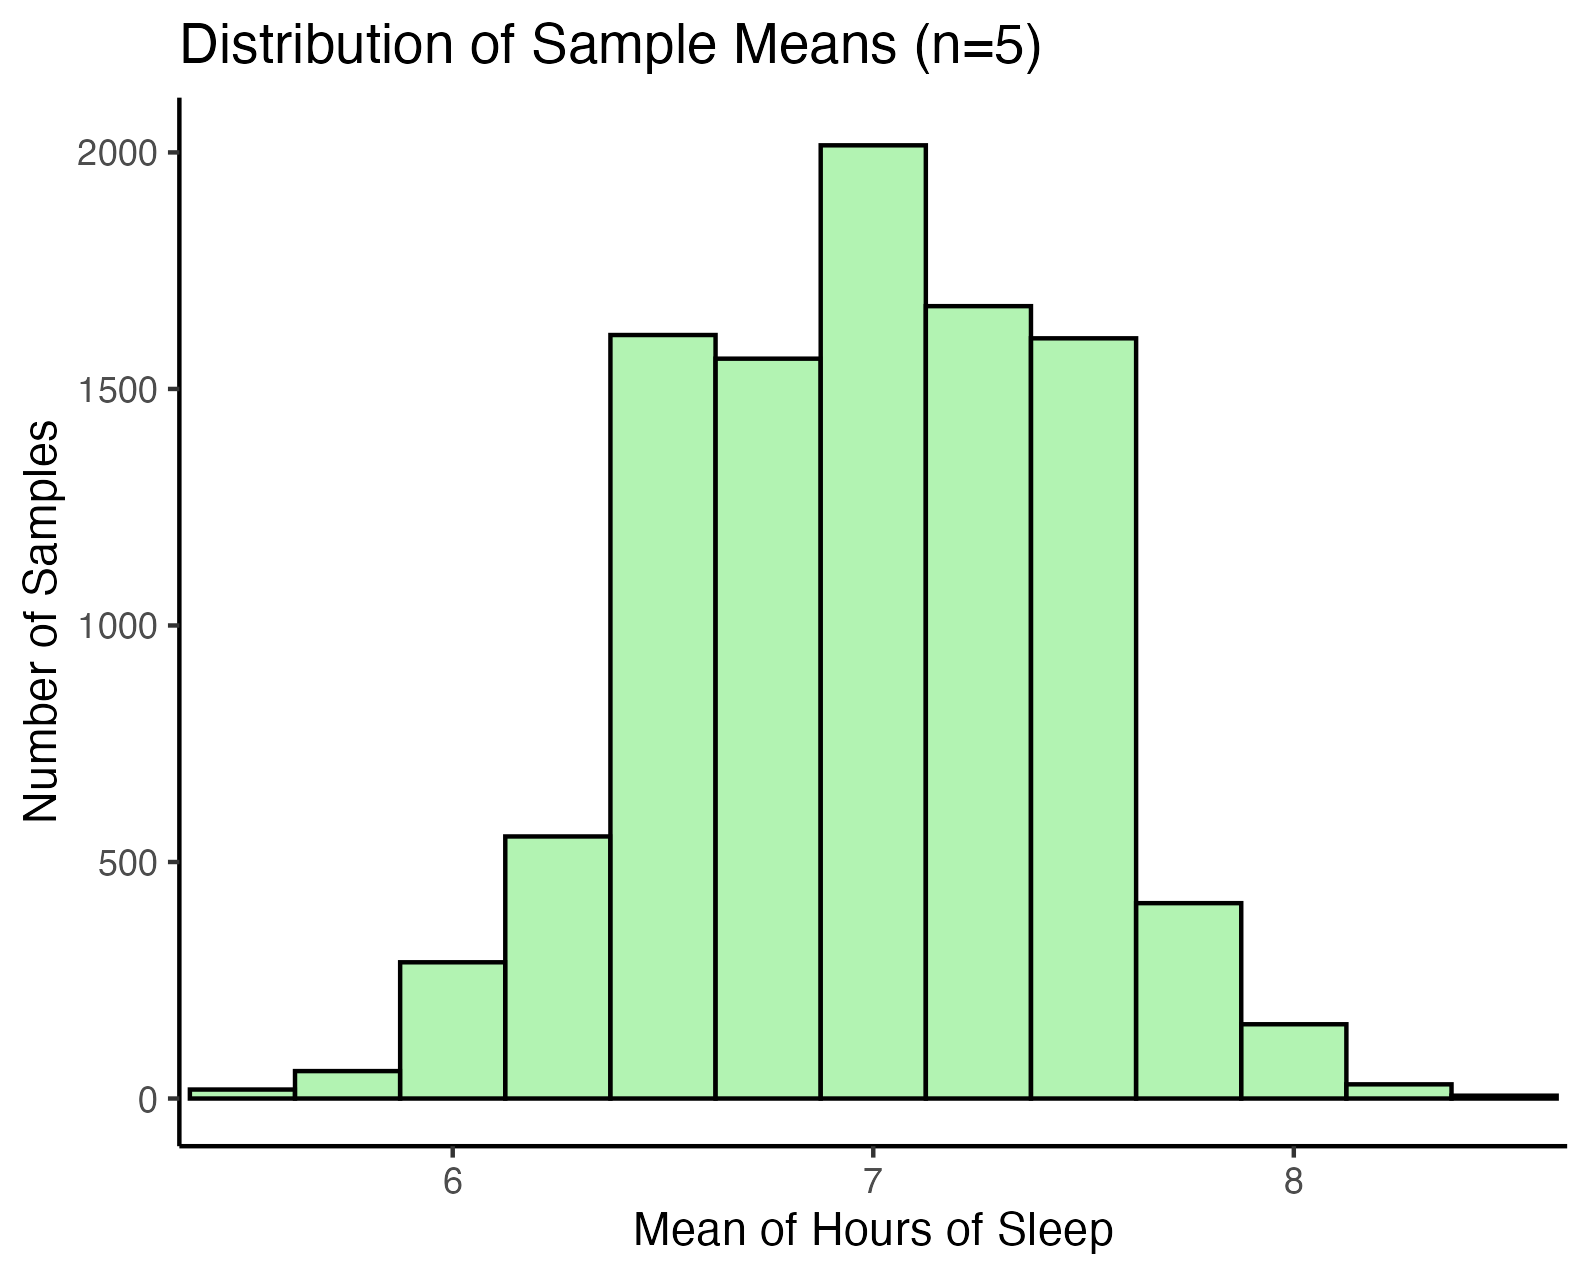 Distribution of Sample Means (n=5)
2000
1500
1000
500
0
Number of Samples
6 7 8
Mean of Hours of Sleep